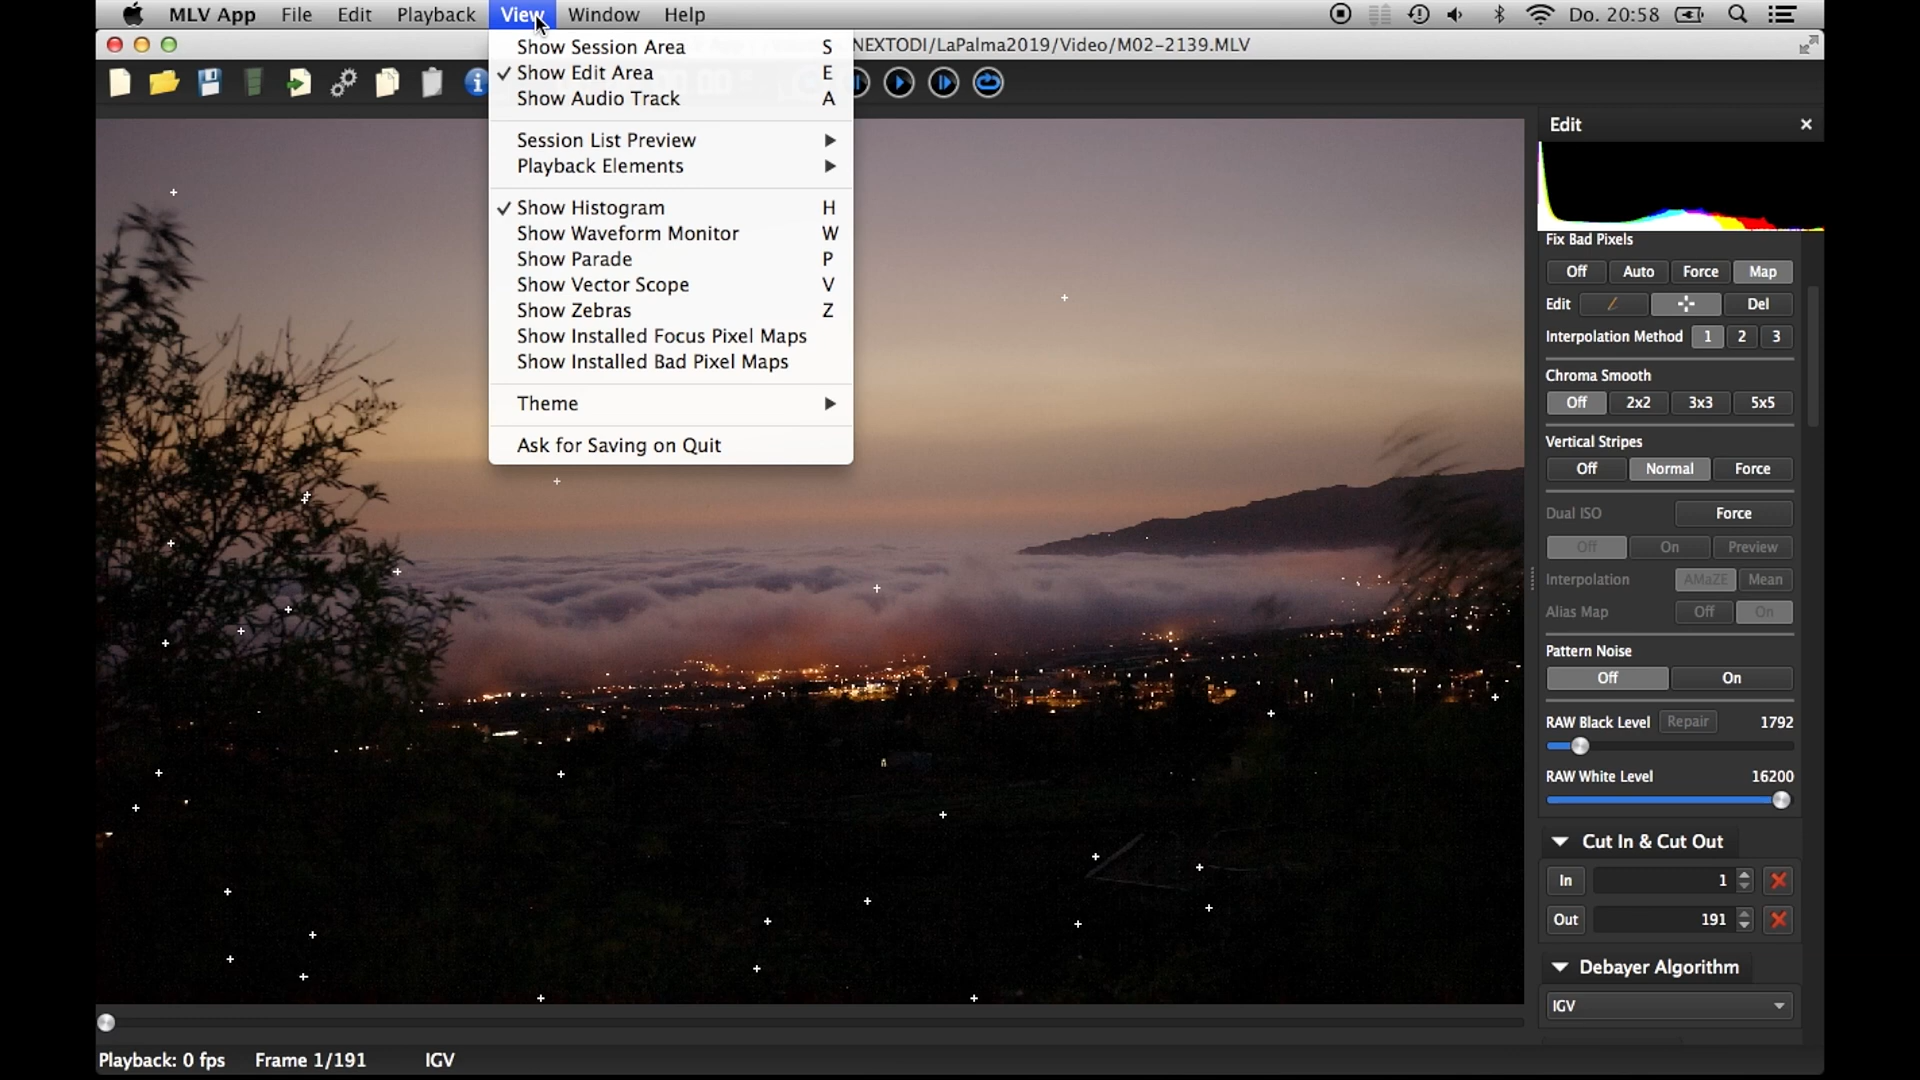 MLV App File Edit Playback View Window Help Do. 20:58
NEXTODI/LaPalma2019/Video/M02-2139.MLV
Show Session Area S
Show Edit Area E
Show Audio Track A
Session List Preview
Playback Elements
Show Histogram H
Show Waveform Monitor W
Show Parade P
Show Vector Scope V
Show Zebras Z
Show Installed Focus Pixel Maps
Show Installed Bad Pixel Maps
Theme
Ask for Saving on Quit
Edit
Fix Bad Pixels
Off Auto Force Map
Edit Del
Interpolation Method 1 2 3
Chroma Smooth
Off 2x2 3x3 5x5
Vertical Stripes
Off Normal Force
Dual ISO Force
Off On Preview
Interpolation AMaZE Mean
Alias Map Off On
Pattern Noise
Off On
RAW Black Level Repair 1792
RAW White Level 16200
Cut In & Cut Out
In 1
Out 191
Debayer Algorithm
IGV
Playback: 0 fps Frame 1/191 IGV